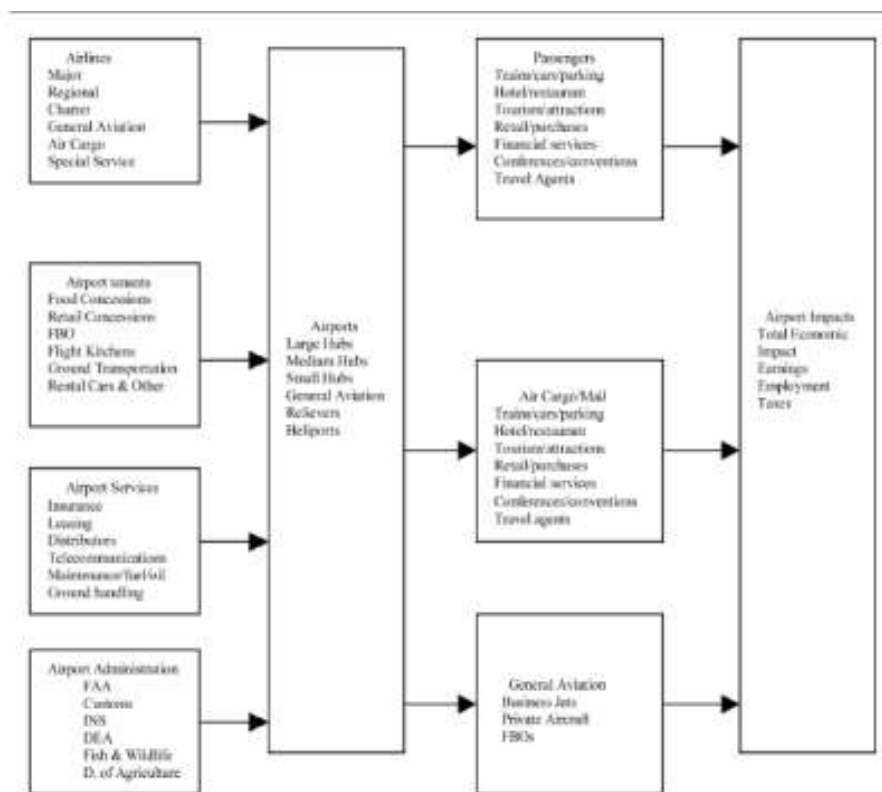 Airlines
Major
Regional
Charter
General Aviation
Air Cargo
Special Service
Airport tenants
Food Concessions
Retail Concessions
FBO
Flight Kitchens
Ground Transportation
Rental Cars & Other
Airport Services
Insurance
Leasing
Distributors
Telecommunications
Maintenance/fuel/oil
Ground handling
Airport Administration
FAA
Customs
INS
DEA
Fish & Wildlife
D. of Agriculture
Airports
Large Hubs
Medium Hubs
Small Hubs
General Aviation
Relievers
Heliports
Passengers
Trains/cars/parking
Hotel/restaurant
Tourism/attractions
Retail/purchases
Financial services
Conferences/conventions
Travel Agents
Air Cargo/Mail
Trains/cars/parking
Hotel/restaurant
Tourism/attractions
Retail/purchases
Financial services
Conferences/conventions
Travel agents
General Aviation
Business Jets
Private Aircraft
FBOs
Airport Impacts
Total Economic
Impact
Earnings
Employment
Taxes